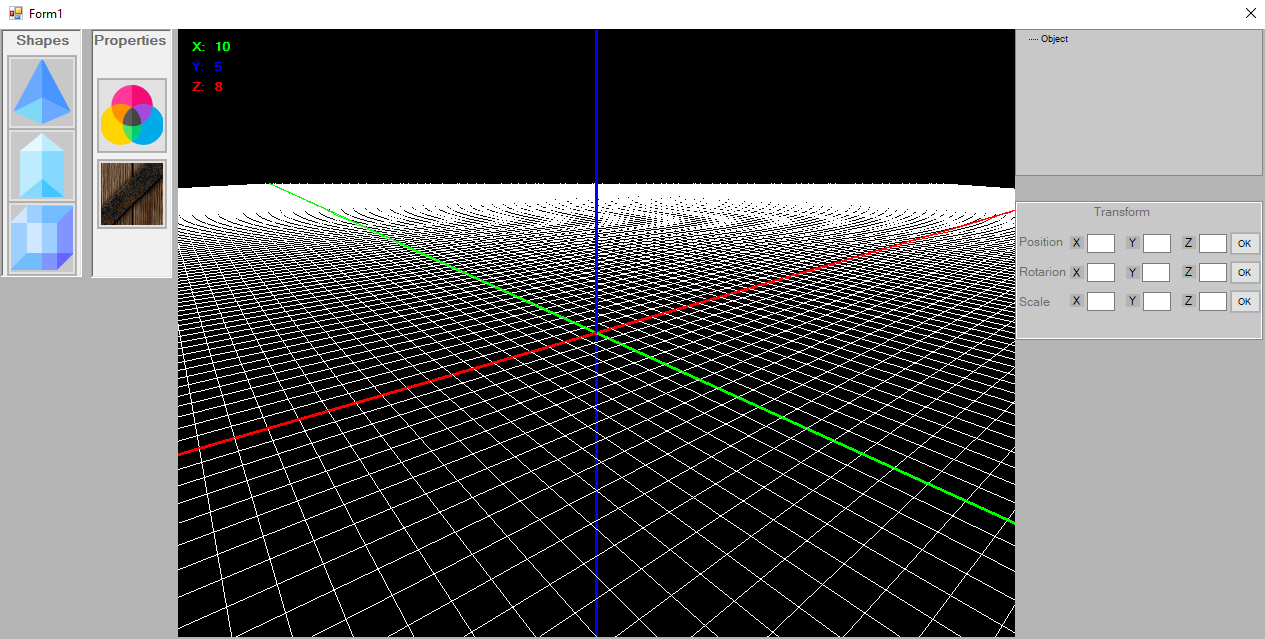 Form1
Shapes
Properties
X: 10
Y: 5
Z: 8
Object
Transform
Position X Y Z OK
Rotarion X Y Z OK
Scale X Y Z OK